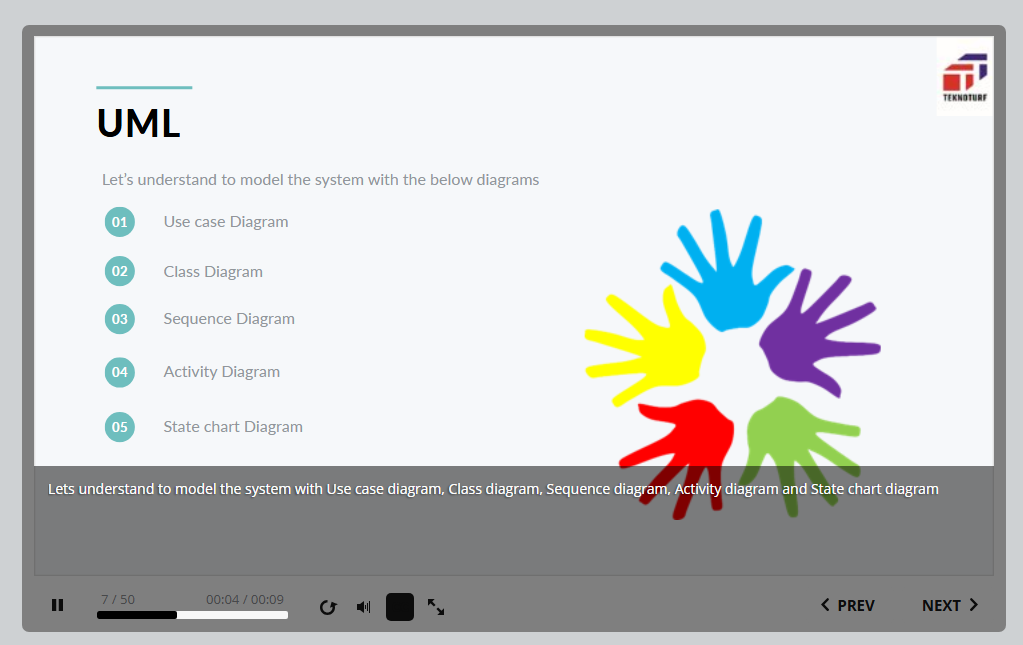 TEKNOTURF
UML
Let's understand to model the system with the below diagrams
01 Use case Diagram
02 Class Diagram
03 Sequence Diagram
04 Activity Diagram
05 State chart Diagram
Lets understand to model the system with Use case diagram, Class diagram, Sequence diagram, Activity diagram and State chart diagram
7 / 50 00:04 / 00:09
PREV NEXT